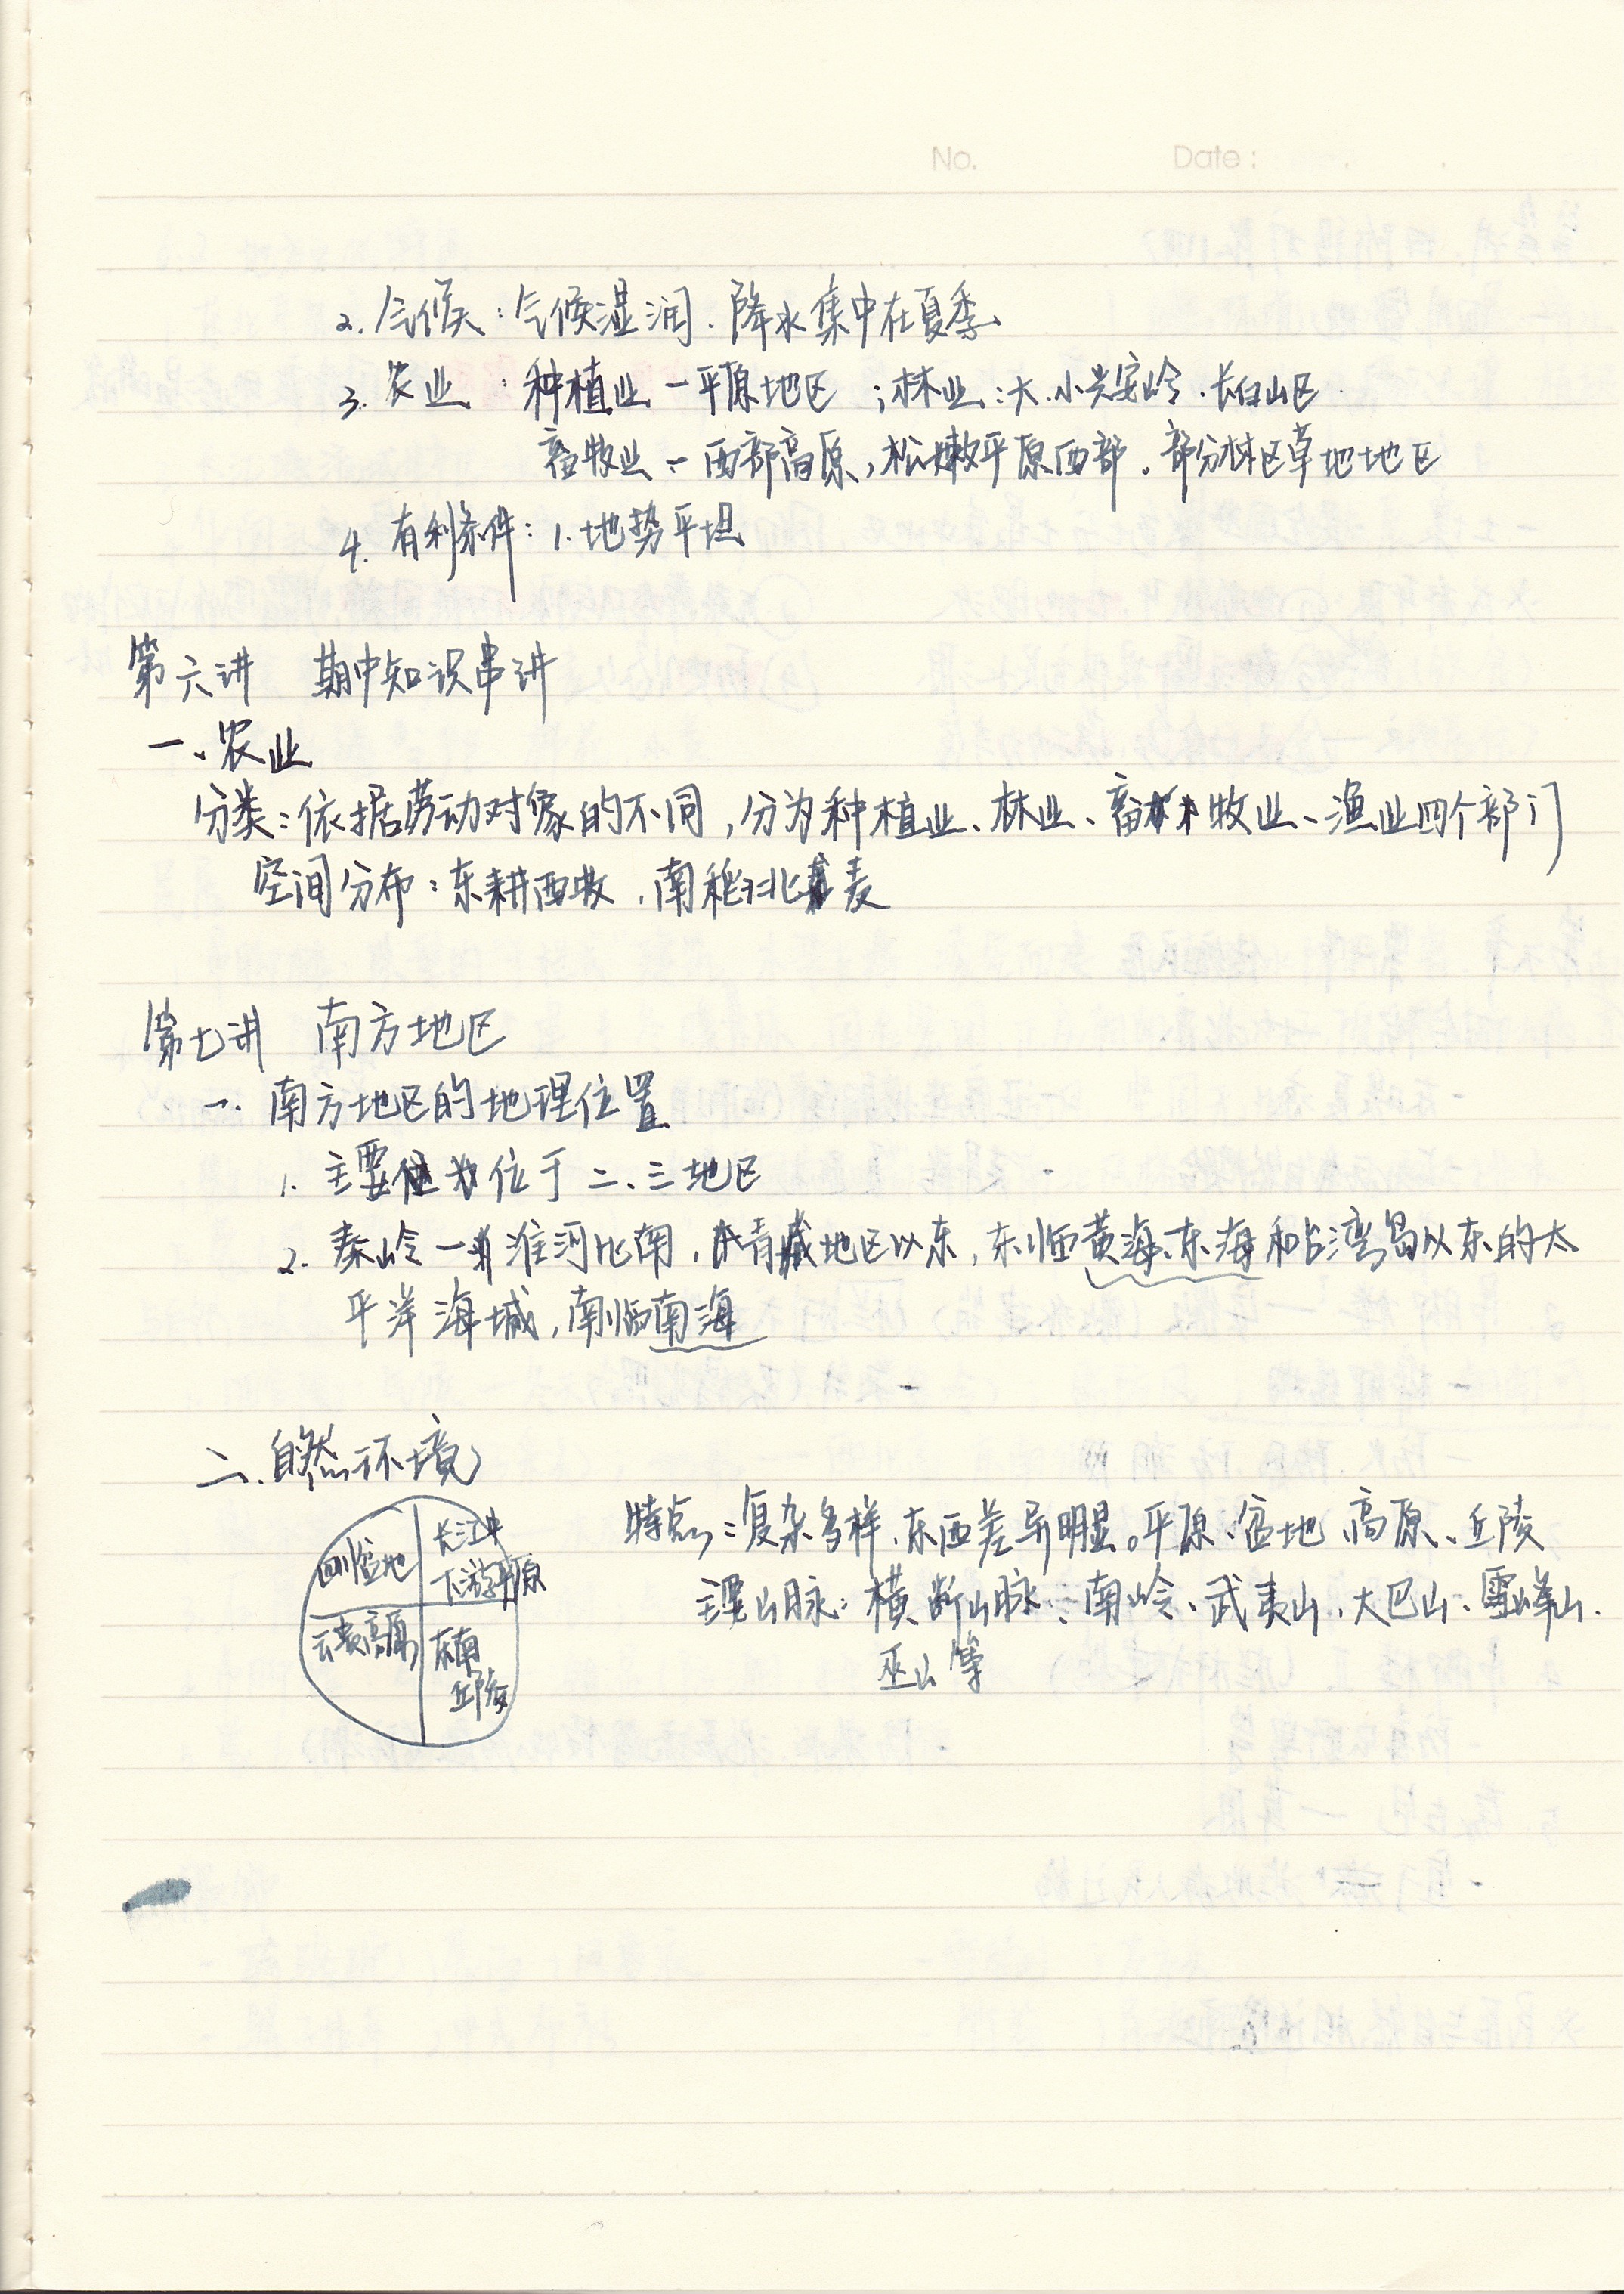 No.    Date:
2. 气候:气候湿润.降水集中在夏季
3. 农业:种植业一平原地区;林业:大.小兴安岭.长白山区.
畜牧业:西部高原,松嫩平原西部.部分林区草地地区
4. 有利条件:1.地势平坦
第六讲 期中知识串讲
一、农业
分类:依据劳动对象的不同,分为种植业、林业、畜牧业、渔业四个部门
空间分布:东耕西牧,南稻北麦
第七讲 南方地区
一.南方地区的地理位置
1. 主要位于二、三地区
2. 秦岭一淮河以南,青藏地区以东,东临黄海、东海和台湾岛以东的太
平洋海域,南临南海
二.自然环境
四川盆地
长江中
下游平原
云贵高原
东南
丘陵
特点:复杂多样,东西差异明显。平原、盆地、高原、丘陵
主要山脉:横断山脉、南岭、武夷山、大巴山、雪峰山.
巫山等